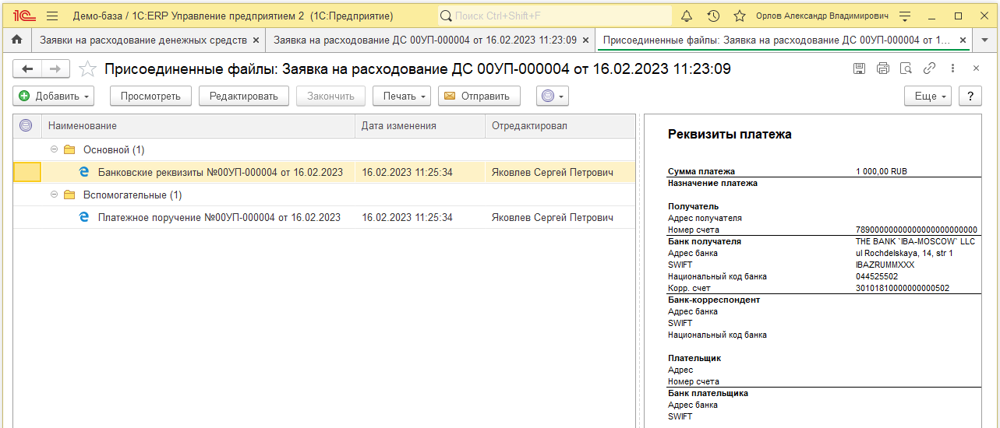 1С Демо-база / 1С:ERP Управление предприятием 2 (1С:Предприятие) Поиск Ctrl+Shift+F Орлов Александр Владимирович
Заявки на расходование денежных средств × Заявка на расходование ДС 00УП-000004 от 16.02.2023 11:23:09 × Присоединенные файлы: Заявка на расходование ДС 00УП-000004 от 1... ×
Присоединенные файлы: Заявка на расходование ДС 00УП-000004 от 16.02.2023 11:23:09
Добавить Просмотреть Редактировать Закончить Печать Отправить Еще ?
Наименование Дата изменения Отредактировал
Основной (1)
Банковские реквизиты №00УП-000004 от 16.02.2023 16.02.2023 11:25:34 Яковлев Сергей Петрович
Вспомогательные (1)
Платежное поручение №00УП-000004 от 16.02.2023 16.02.2023 11:25:34 Яковлев Сергей Петрович
Реквизиты платежа
Сумма платежа 1 000,00 RUB
Назначение платежа
Получатель
Адрес получателя
Номер счета
Банк получателя THE BANK `IBA-MOSCOW` LLC
Адрес банка ul Rochdelskaya, 14, str 1
SWIFT IBAZRUMMXXX
Национальный код банка 044525502
Корр. счет 30101810000000000502
Банк-корреспондент
Адрес банка
SWIFT
Национальный код банка
Плательщик
Адрес
Номер счета
Банк плательщика
Адрес банка
SWIFT